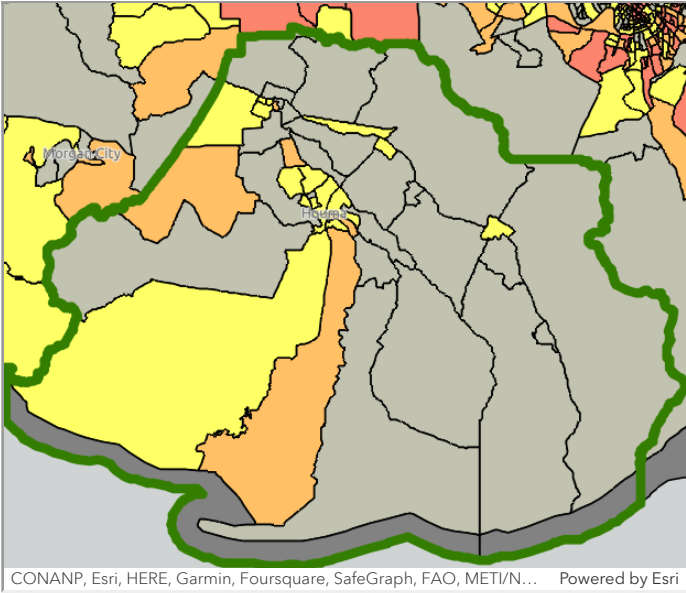 Morgan City
Houma
CONANP, Esri, HERE, Garmin, Foursquare, SafeGraph, FAO, METI/N... Powered by Esri